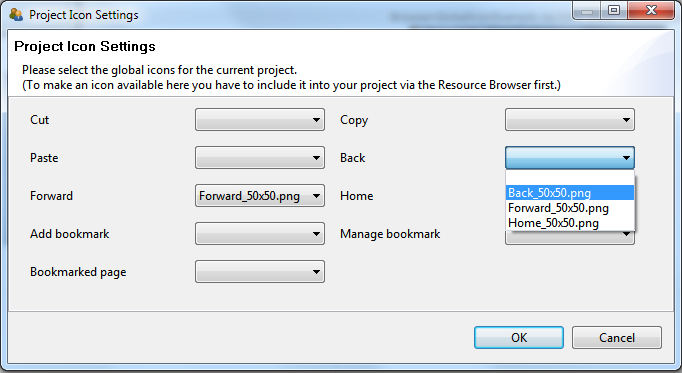 Project Icon Settings
Project Icon Settings
Please select the global icons for the current project.
(To make an icon available here you have to include it into your project via the Resource Browser first.)
Cut
Copy
Paste
Back
Forward
Forward_50x50.png
Home
Back_50x50.png
Forward_50x50.png
Home_50x50.png
Add bookmark
Manage bookmark
Bookmarked page
OK
Cancel